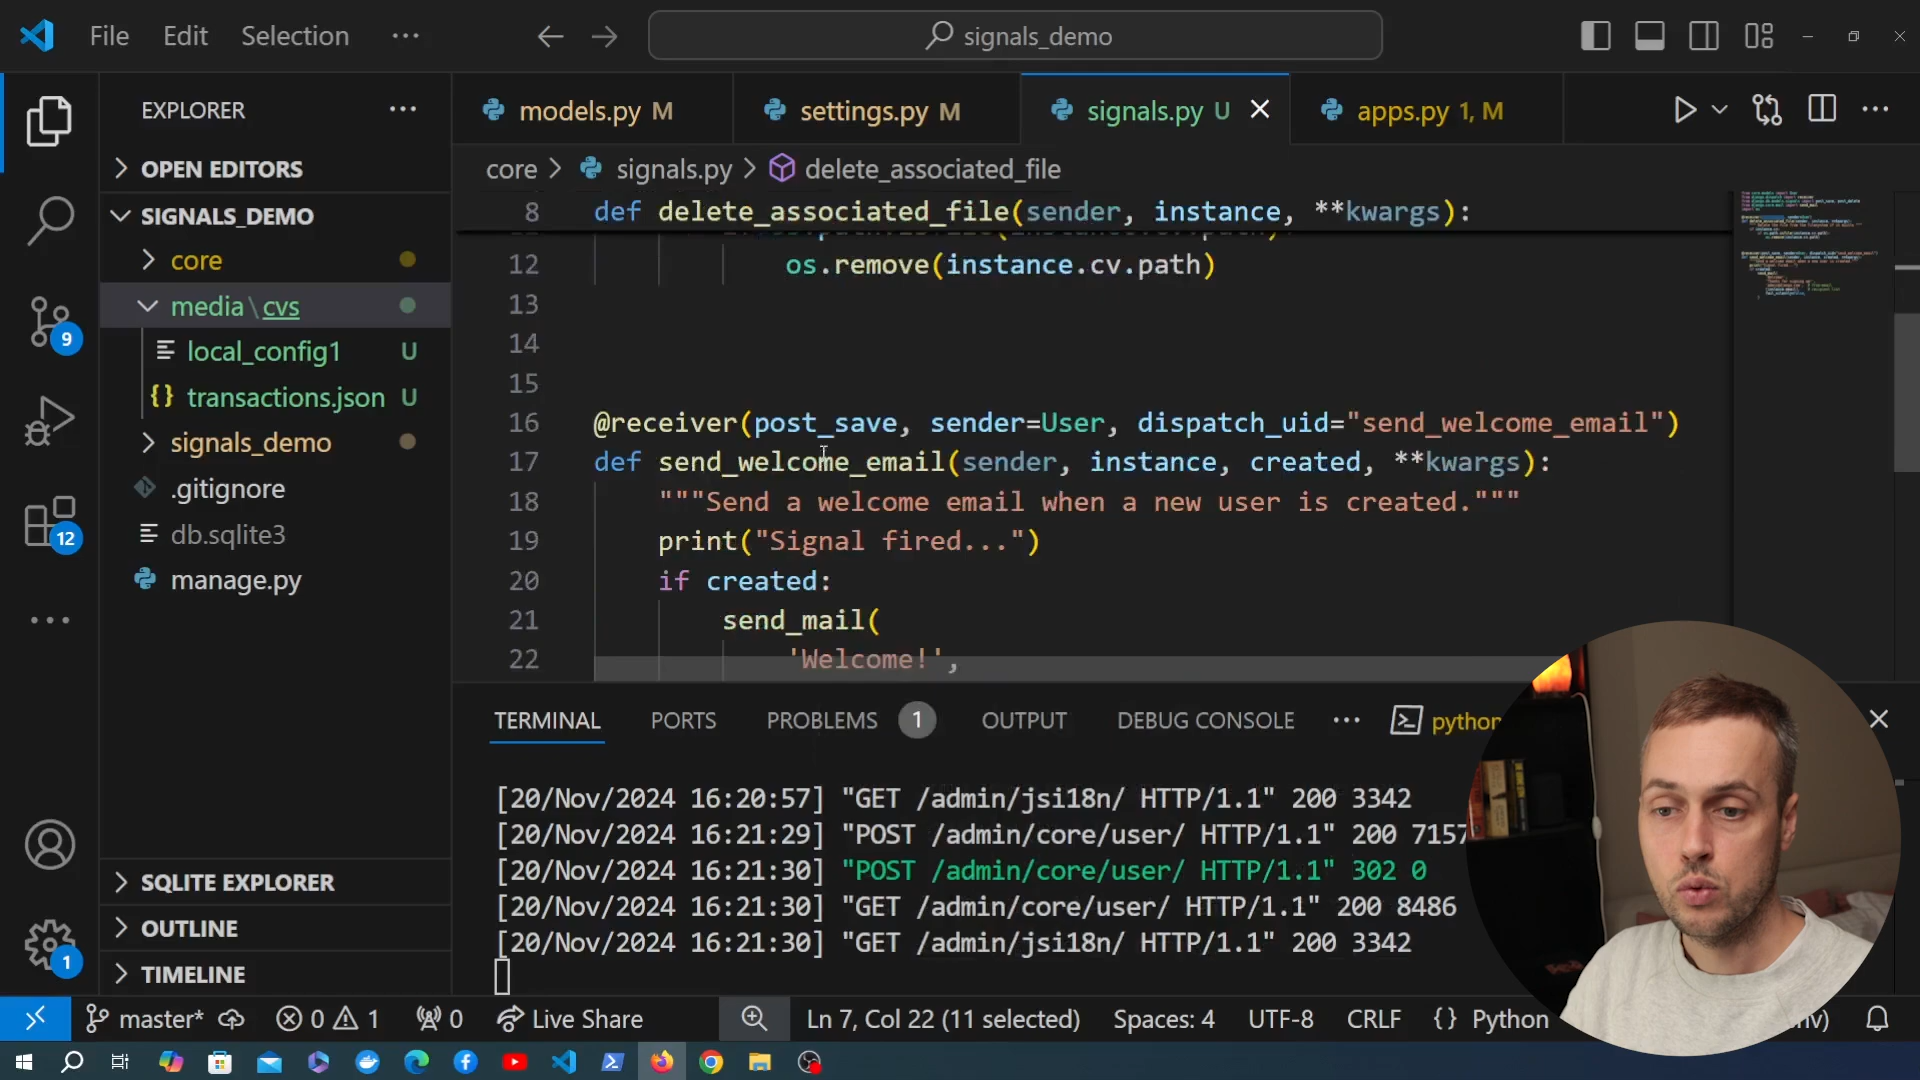 File Edit Selection ···
signals_demo
EXPLORER ···
OPEN EDITORS
SIGNALS_DEMO
core
media\cvs
local_config1 U
transactions.json U
signals_demo
.gitignore
db.sqlite3
manage.py
SQLITE EXPLORER
OUTLINE
TIMELINE
9
12
1
models.py M
settings.py M
signals.py U
apps.py 1, M
core > signals.py > delete_associated_file
8 def delete_associated_file(sender, instance, **kwargs):
12 os.remove(instance.cv.path)
13
14
15
16 @receiver(post_save, sender=User, dispatch_uid="send_welcome_email")
17 def send_welcome_email(sender, instance, created, **kwargs):
18 """Send a welcome email when a new user is created."""
19 print("Signal fired...")
20 if created:
21 send_mail(
22 'Welcome!',
TERMINAL PORTS PROBLEMS 1 OUTPUT DEBUG CONSOLE ··· python
[20/Nov/2024 16:20:57] "GET /admin/jsi18n/ HTTP/1.1" 200 3342
[20/Nov/2024 16:21:29] "POST /admin/core/user/ HTTP/1.1" 200 7157
[20/Nov/2024 16:21:30] "POST /admin/core/user/ HTTP/1.1" 302 0
[20/Nov/2024 16:21:30] "GET /admin/core/user/ HTTP/1.1" 200 8486
[20/Nov/2024 16:21:30] "GET /admin/jsi18n/ HTTP/1.1" 200 3342
master* 0 1 0 Live Share Ln 7, Col 22 (11 selected) Spaces: 4 UTF-8 CRLF {} Python